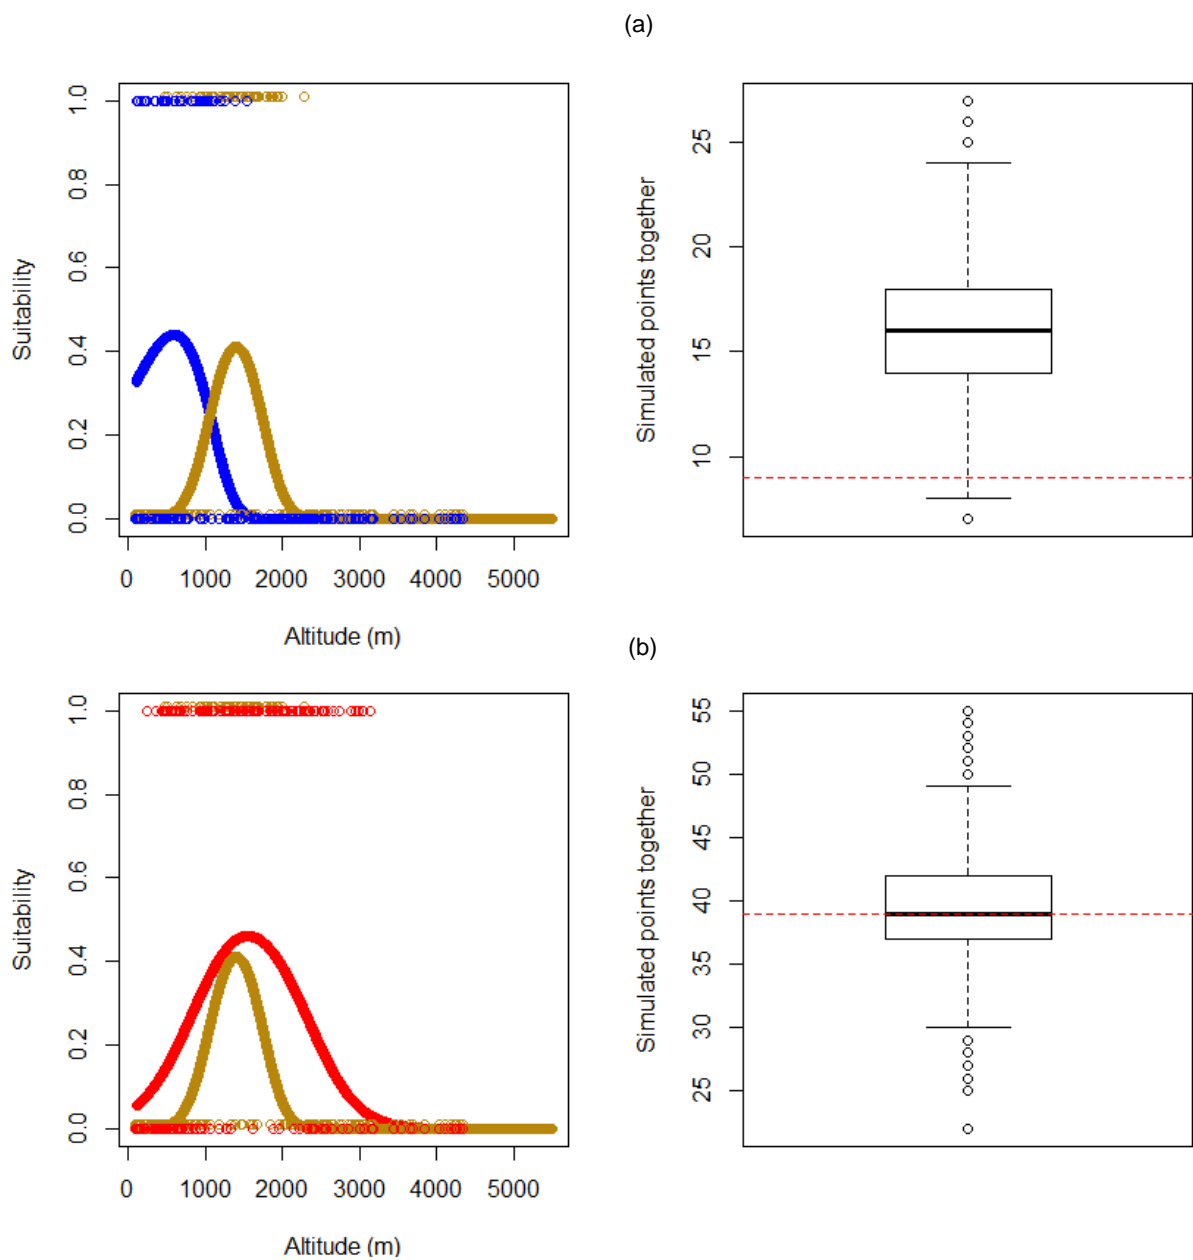 (a)
Suitability
0.0 0.2 0.4 0.6 0.8 1.0
0 1000 2000 3000 4000 5000
Altitude (m)
Simulated points together
10 15 20 25
(b)
Suitability
0.0 0.2 0.4 0.6 0.8 1.0
0 1000 2000 3000 4000 5000
Altitude (m)
Simulated points together
25 30 35 40 45 50 55